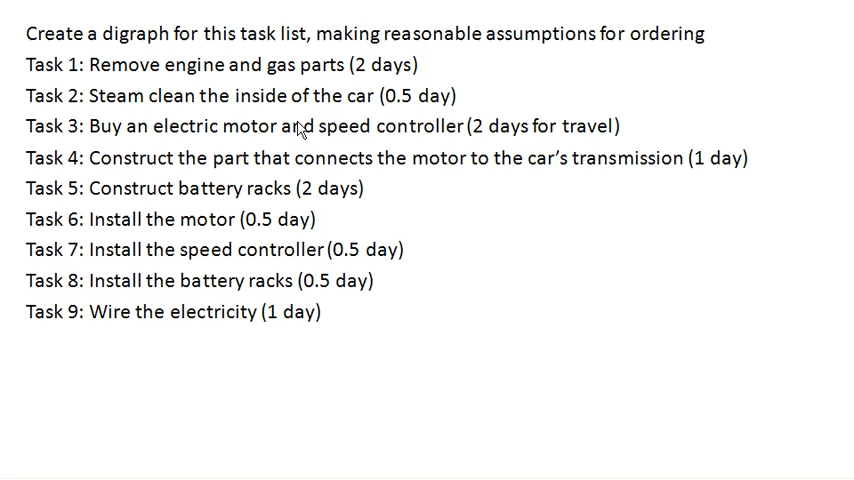 Create a digraph for this task list, making reasonable assumptions for ordering
Task 1: Remove engine and gas parts (2 days)
Task 2: Steam clean the inside of the car (0.5 day)
Task 3: Buy an electric motor and speed controller (2 days for travel)
Task 4: Construct the part that connects the motor to the car’s transmission (1 day)
Task 5: Construct battery racks (2 days)
Task 6: Install the motor (0.5 day)
Task 7: Install the speed controller (0.5 day)
Task 8: Install the battery racks (0.5 day)
Task 9: Wire the electricity (1 day)